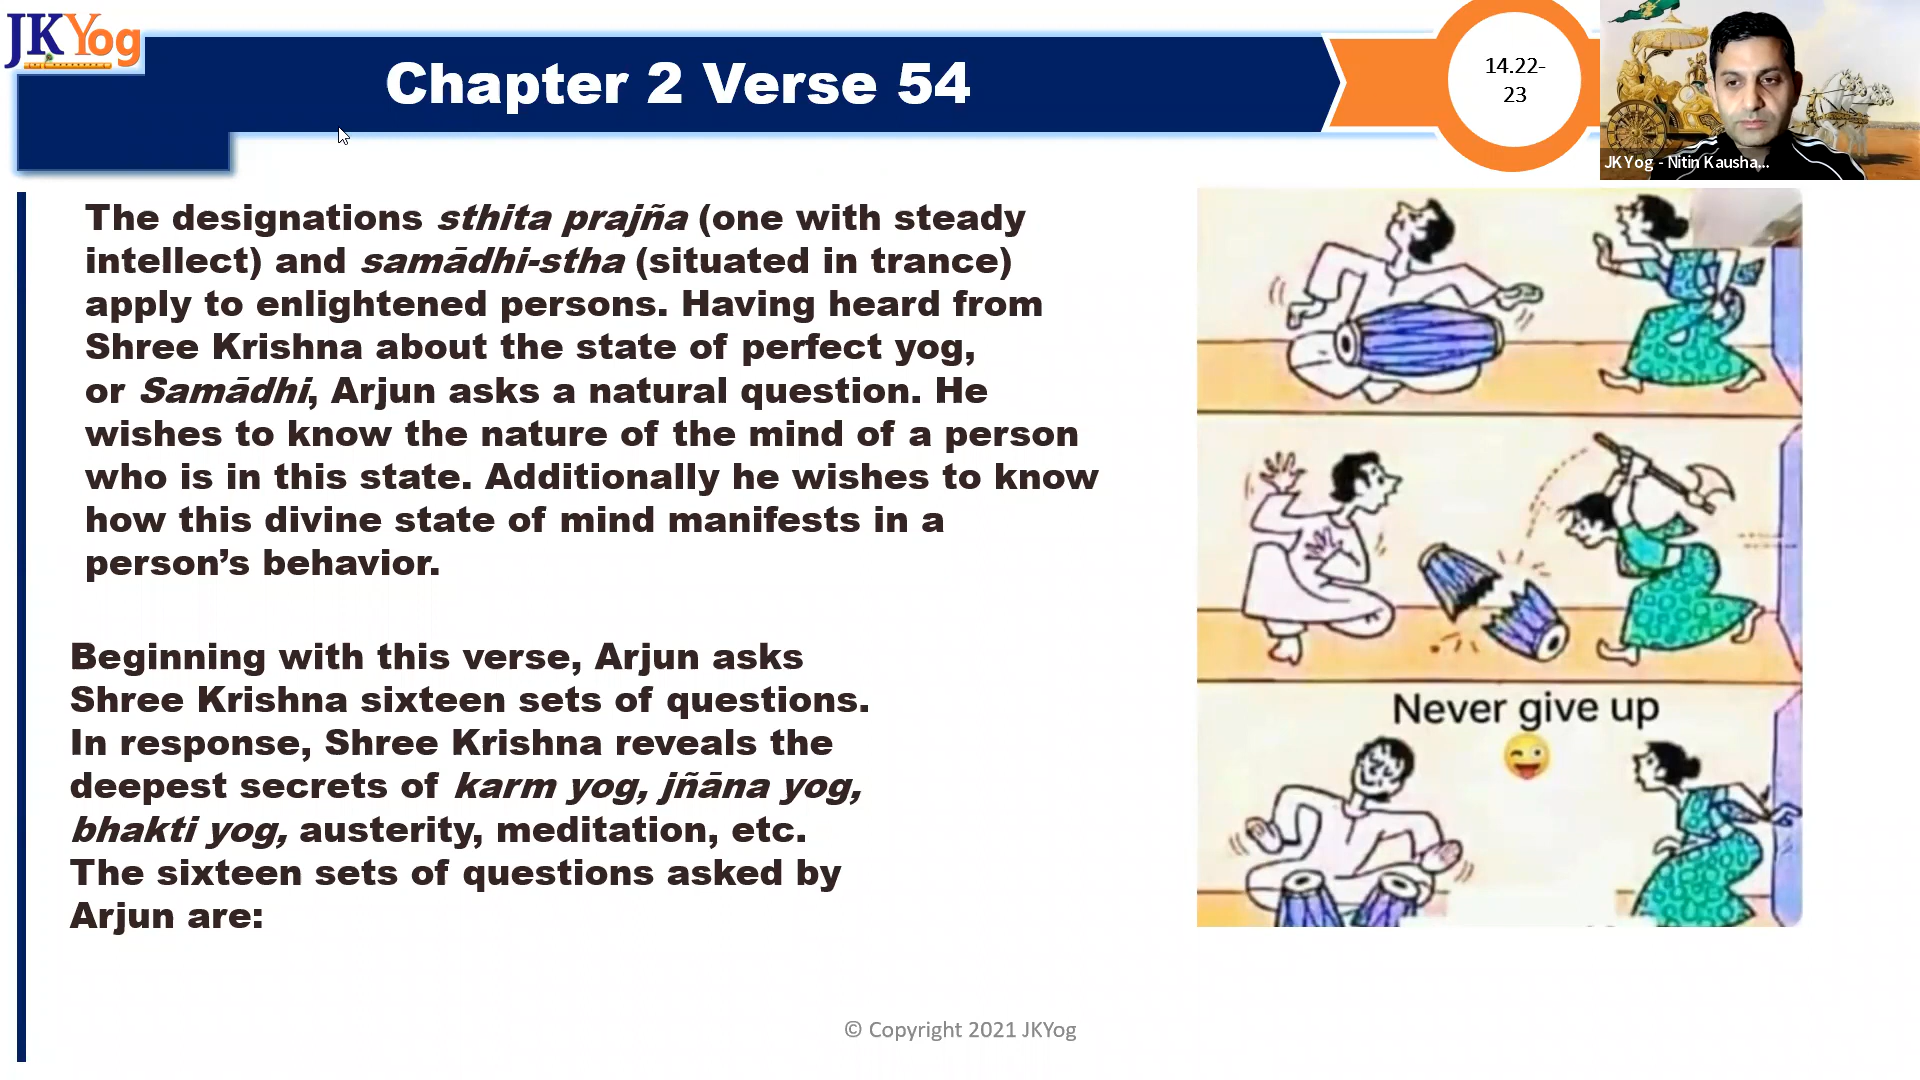 JKYog
Chapter 2 Verse 54
14.22-
23
JKYog - Nitin Kausha...
The designations sthita prajña (one with steady
intellect) and samādhi-stha (situated in trance)
apply to enlightened persons. Having heard from
Shree Krishna about the state of perfect yog,
or Samādhi, Arjun asks a natural question. He
wishes to know the nature of the mind of a person
who is in this state. Additionally he wishes to know
how this divine state of mind manifests in a
person’s behavior.
Beginning with this verse, Arjun asks
Shree Krishna sixteen sets of questions.
In response, Shree Krishna reveals the
deepest secrets of karm yog, jñāna yog,
bhakti yog, austerity, meditation, etc.
The sixteen sets of questions asked by
Arjun are:
Never give up
© Copyright 2021 JKYog